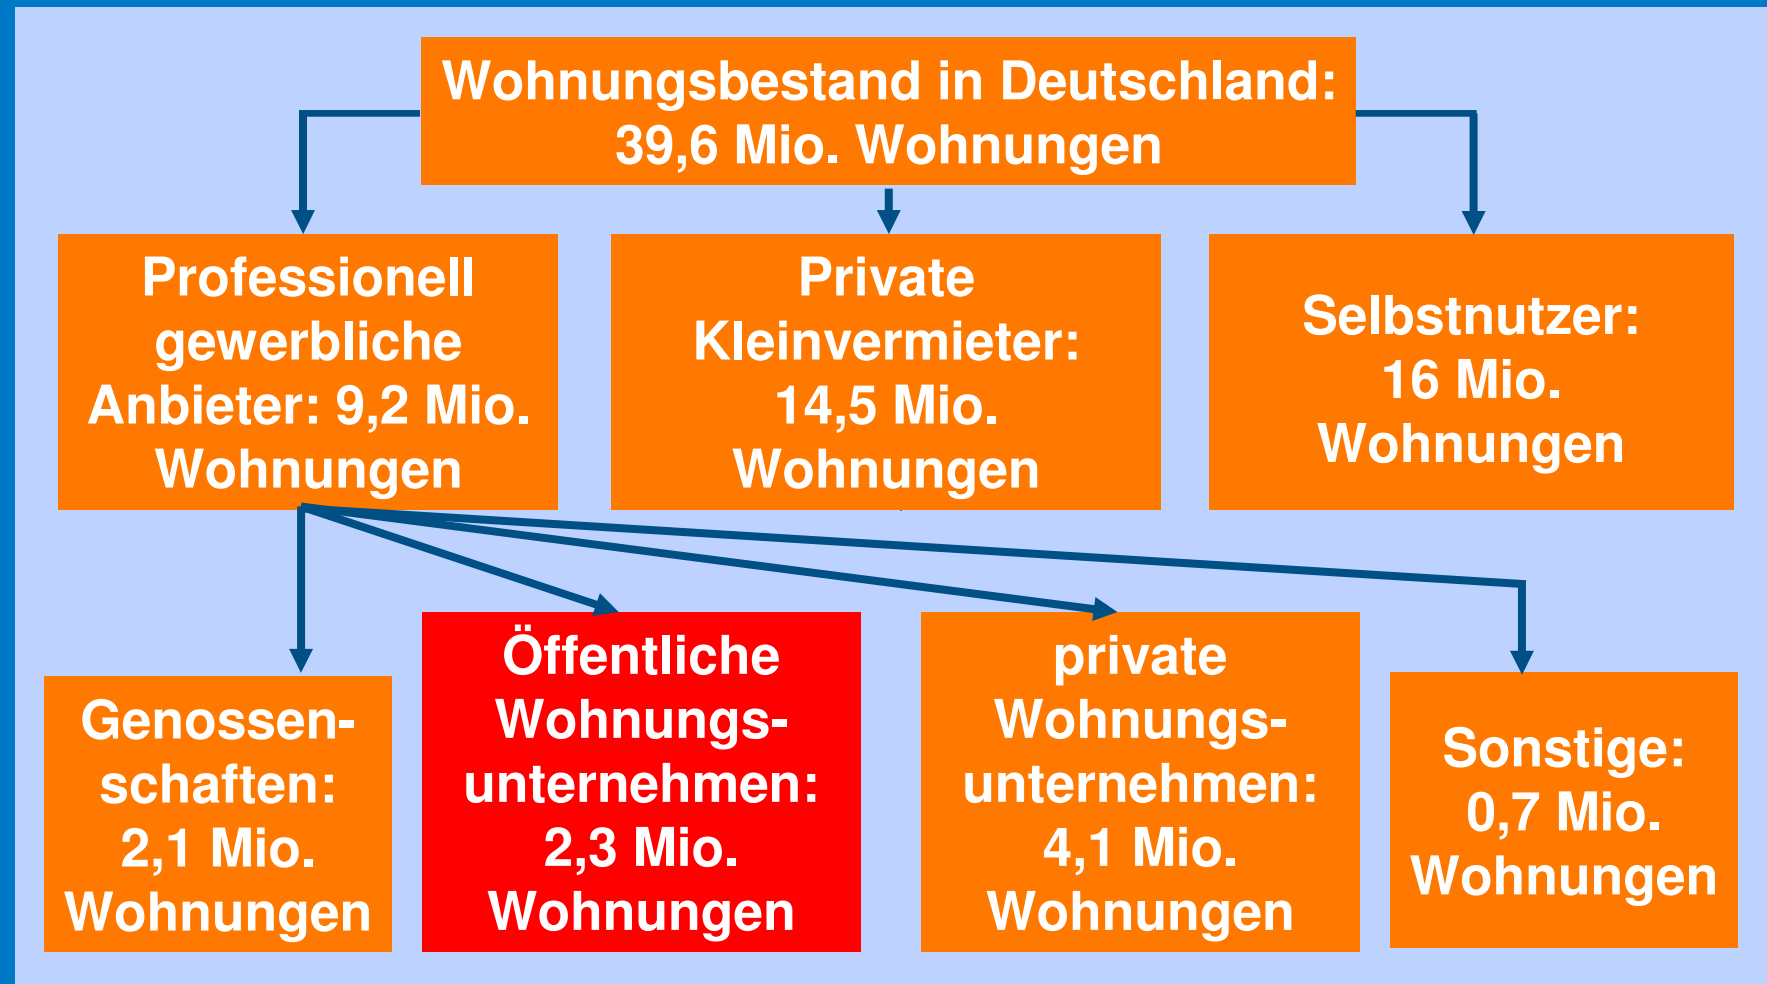 Wohnungsbestand in Deutschland:
39,6 Mio. Wohnungen
Professionell
gewerbliche
Anbieter: 9,2 Mio.
Wohnungen
Private
Kleinvermieter:
14,5 Mio.
Wohnungen
Selbstnutzer:
16 Mio.
Wohnungen
Genossen-
schaften:
2,1 Mio.
Wohnungen
Öffentliche
Wohnungs-
unternehmen:
2,3 Mio.
Wohnungen
private
Wohnungs-
unternehmen:
4,1 Mio.
Wohnungen
Sonstige:
0,7 Mio.
Wohnungen